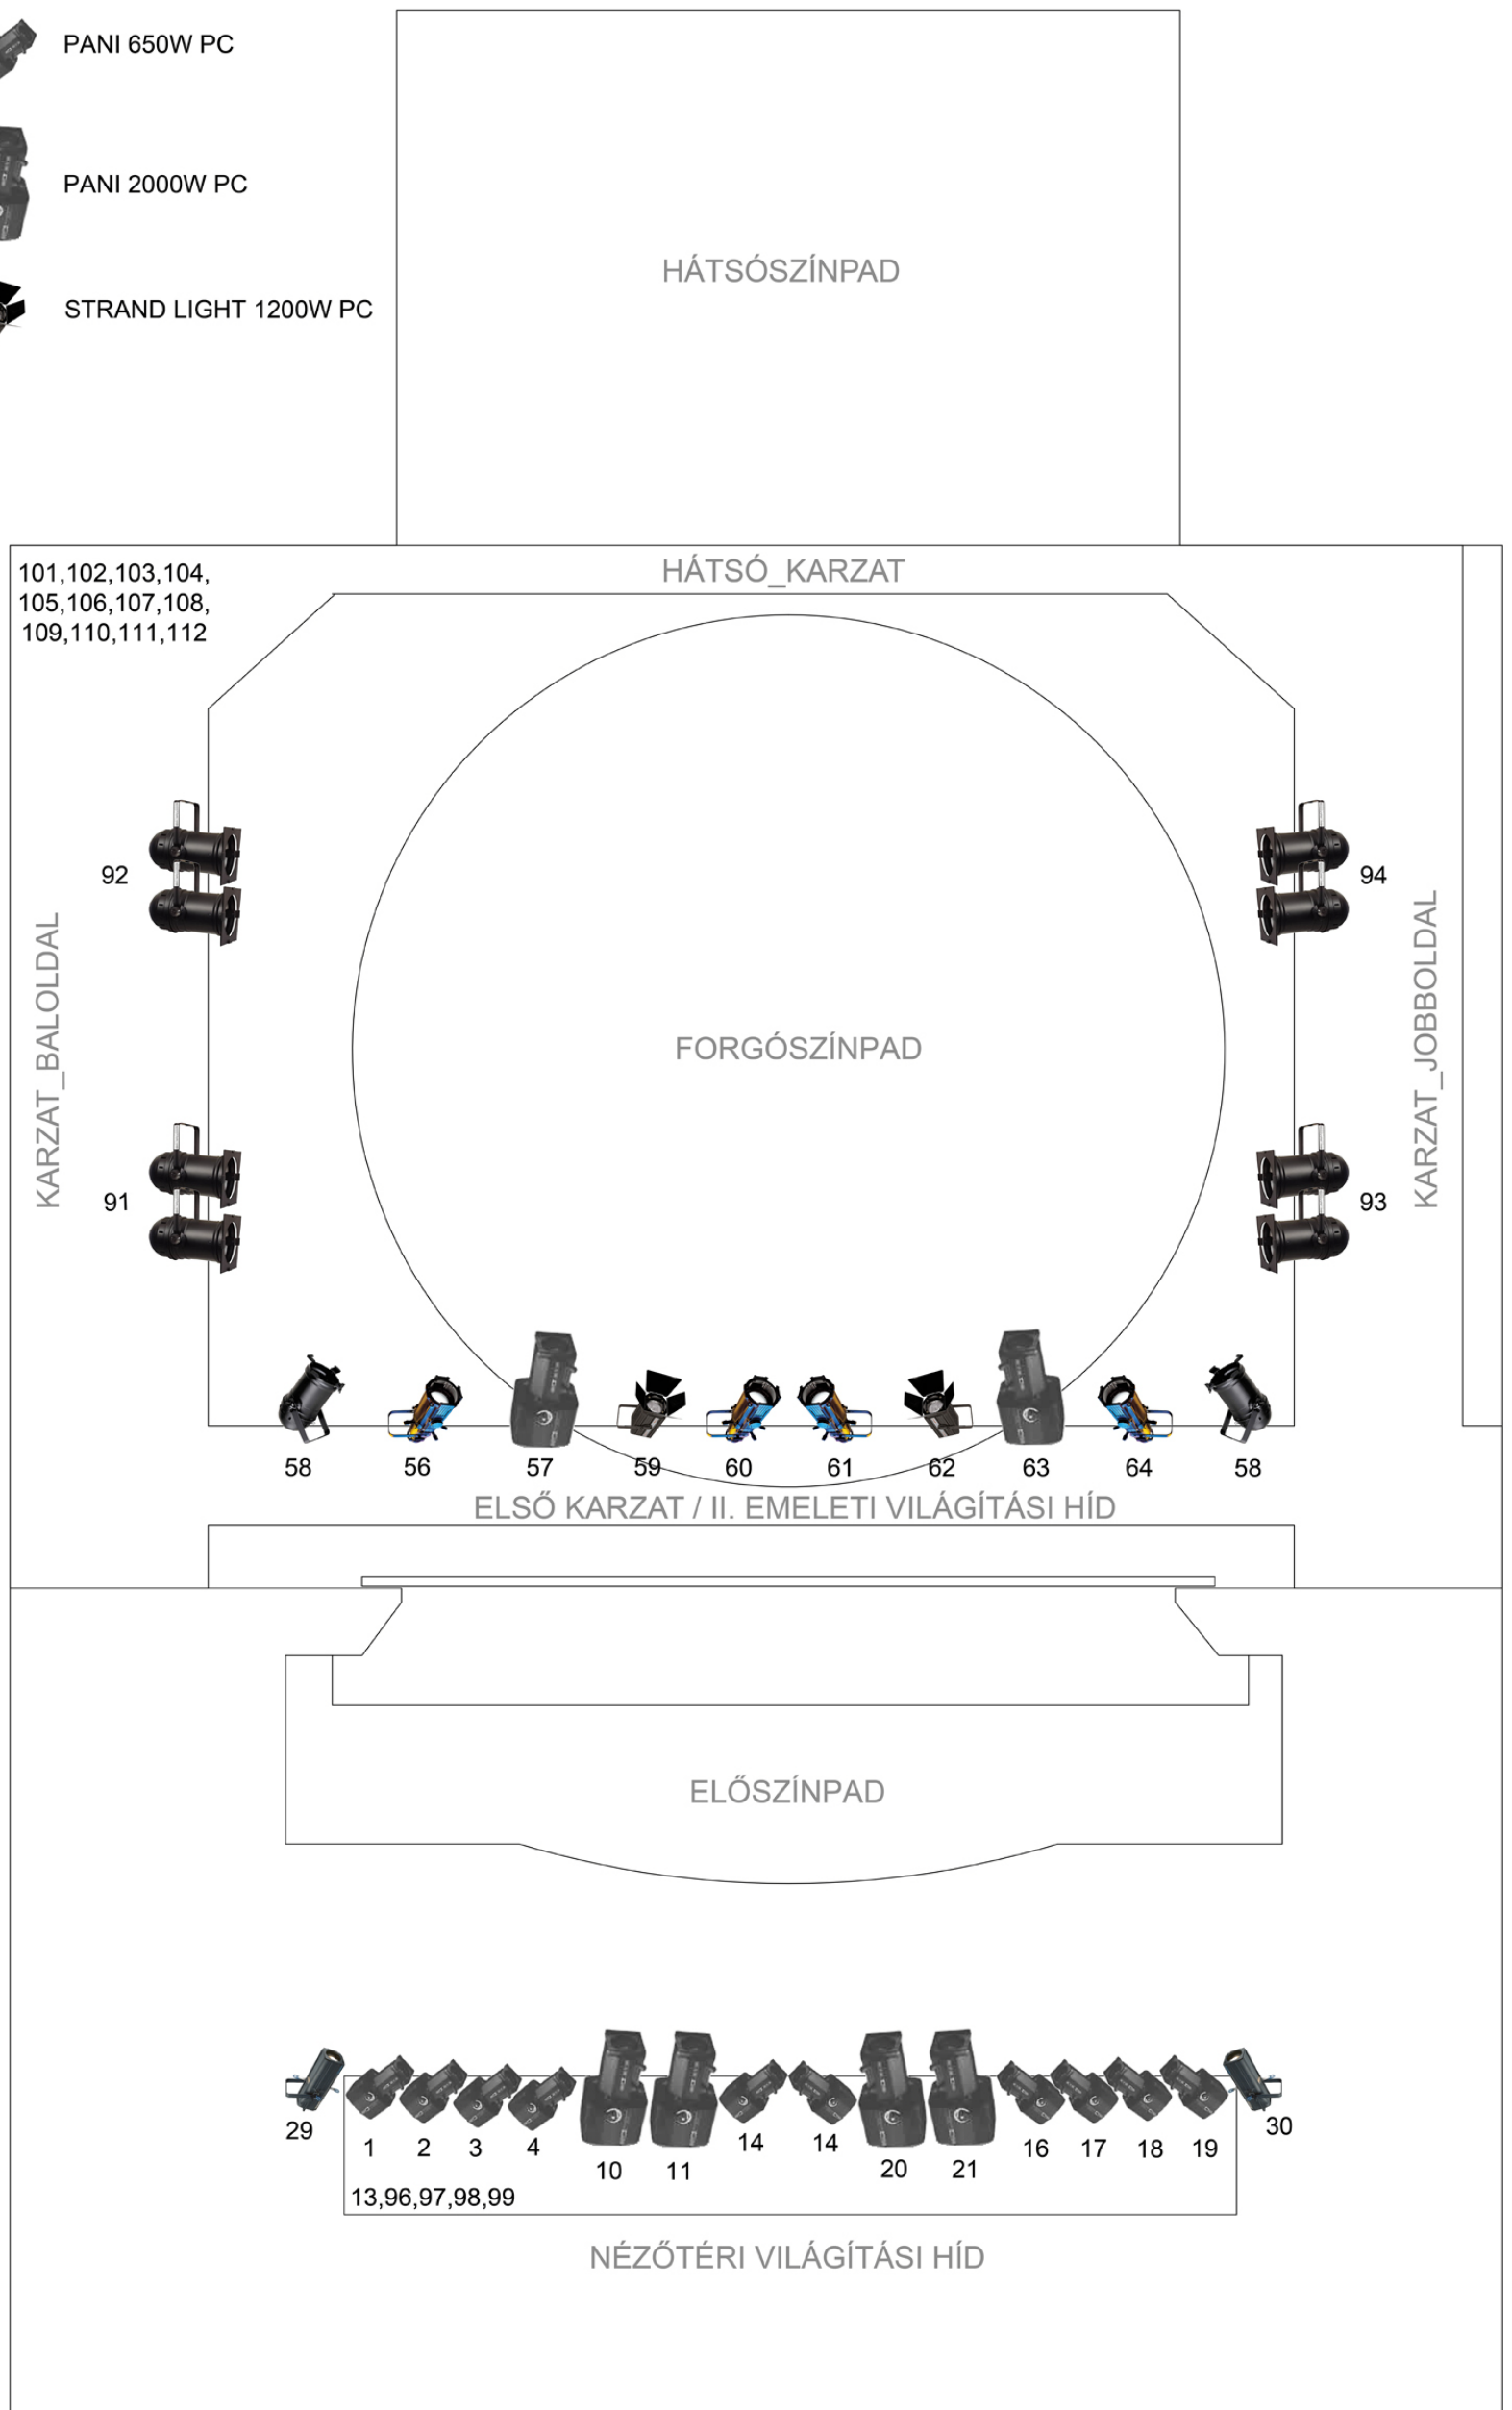 PANI 650W PC
PANI 2000W PC
STRAND LIGHT 1200W PC
HÁTSÓSZÍNPAD
HÁTSÓ_KARZAT
101,102,103,104,
105,106,107,108,
109,110,111,112
92
94
KARZAT_BALOLDAL
KARZAT_JOBBOLDAL
FORGÓSZÍNPAD
91
93
58 56 57 59 60 61 62 63 64 58
ELSŐ KARZAT / II. EMELETI VILÁGÍTÁSI HÍD
ELŐSZÍNPAD
29 1 2 3 4 10 11 14 14 20 21 16 17 18 19 30
13,96,97,98,99
NÉZŐTÉRI VILÁGÍTÁSI HÍD